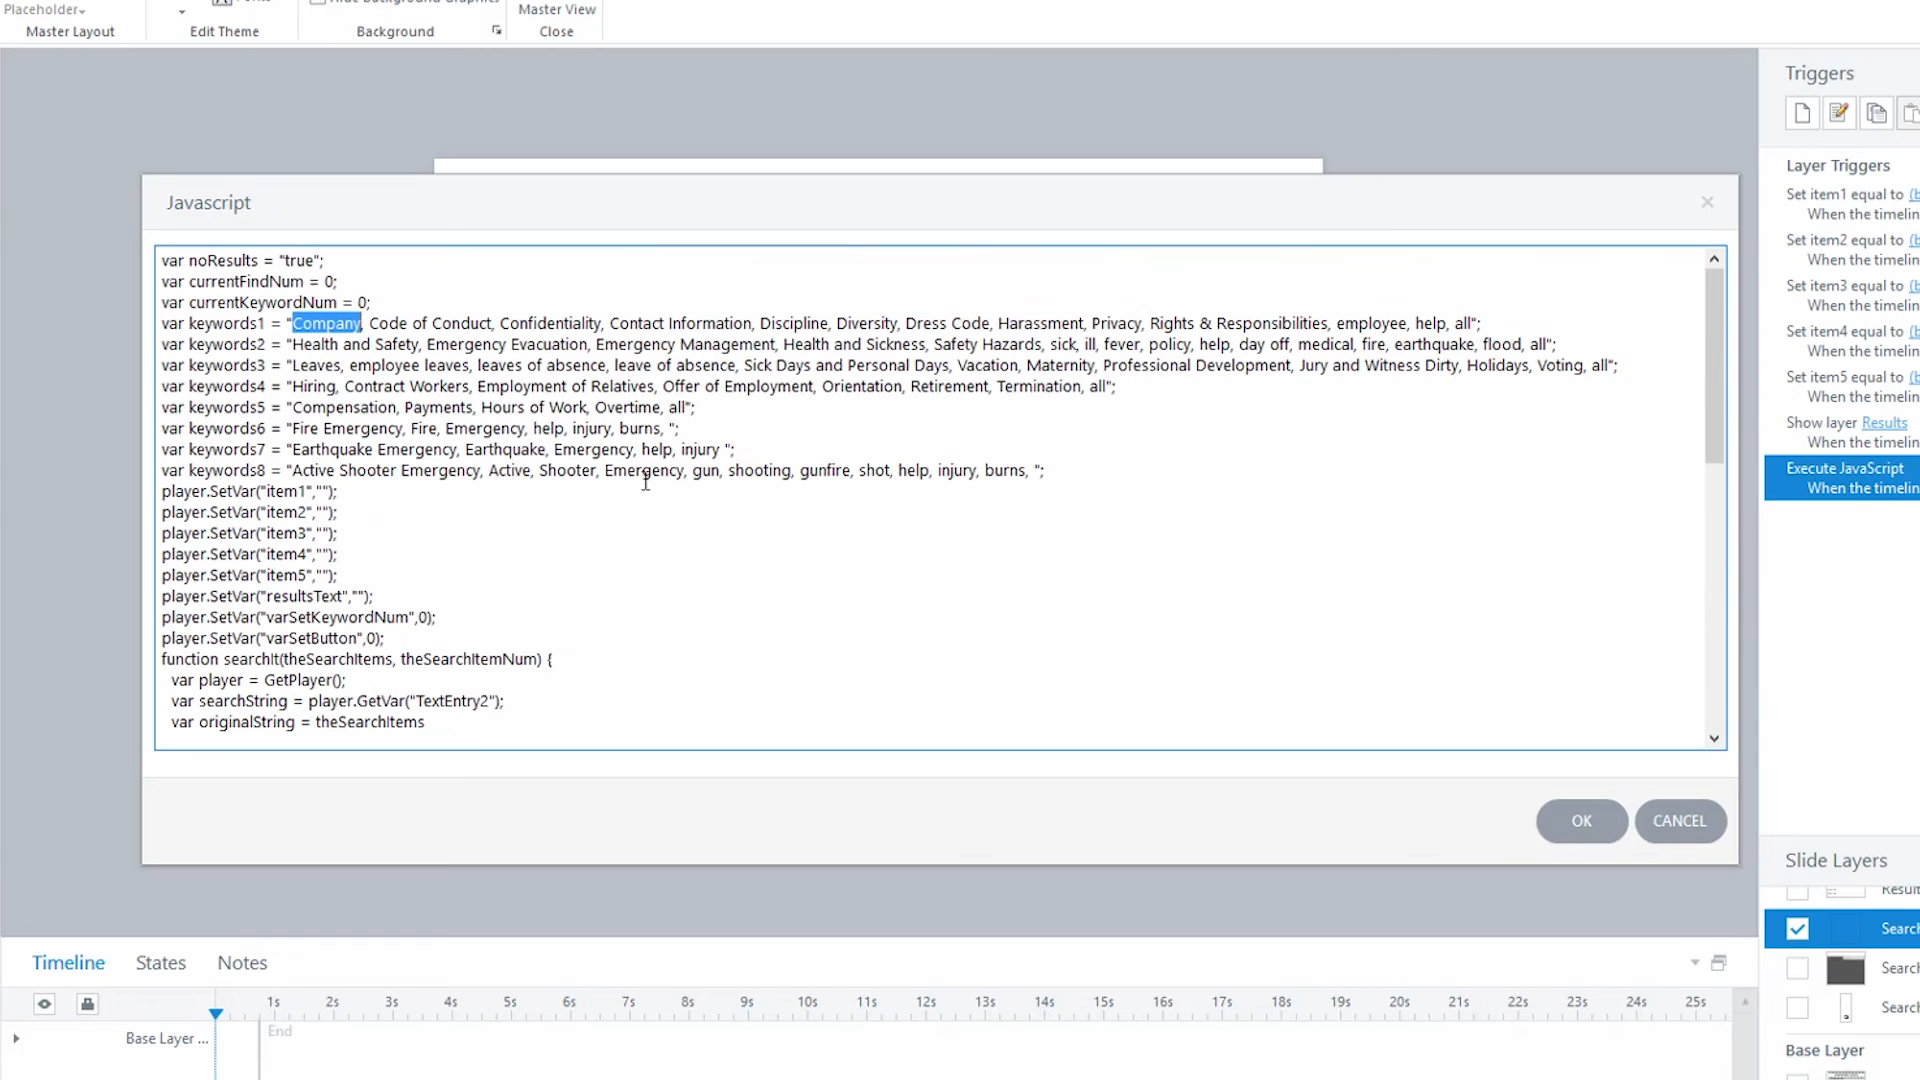 Placeholder
Master View
Master Layout
Edit Theme
Background
Close
Triggers
Layer Triggers
Set item1 equal to
When the timelin
Set item2 equal to
When the timelin
Set item3 equal to
When the timelin
Set item4 equal to
When the timelin
Set item5 equal to
When the timelin
Show layer Results
When the timelin
Execute JavaScript
When the timelin
Javascript
var noResults = "true";
var currentFindNum = 0;
var currentKeywordNum = 0;
var keywords1 = "Company, Code of Conduct, Confidentiality, Contact Information, Discipline, Diversity, Dress Code, Harassment, Privacy, Rights & Responsibilities, employee, help, all";
var keywords2 = "Health and Safety, Emergency Evacuation, Emergency Management, Health and Sickness, Safety Hazards, sick, ill, fever, policy, help, day off, medical, fire, earthquake, flood, all";
var keywords3 = "Leaves, employee leaves, leaves of absence, leave of absence, Sick Days and Personal Days, Vacation, Maternity, Professional Development, Jury and Witness Dirty, Holidays, Voting, all";
var keywords4 = "Hiring, Contract Workers, Employment of Relatives, Offer of Employment, Orientation, Retirement, Termination, all";
var keywords5 = "Compensation, Payments, Hours of Work, Overtime, all";
var keywords6 = "Fire Emergency, Fire, Emergency, help, injury, burns, ";
var keywords7 = "Earthquake Emergency, Earthquake, Emergency, help, injury ";
var keywords8 = "Active Shooter Emergency, Active, Shooter, Emergency, gun, shooting, gunfire, shot, help, injury, burns, ";
player.SetVar("item1","");
player.SetVar("item2","");
player.SetVar("item3","");
player.SetVar("item4","");
player.SetVar("item5","");
player.SetVar("resultsText","");
player.SetVar("varSetKeywordNum",0);
player.SetVar("varSetButton",0);
function searchIt(theSearchItems, theSearchItemNum) {
var player = GetPlayer();
var searchString = player.GetVar("TextEntry2");
var originalString = theSearchItems
OK
CANCEL
Slide Layers
Result
Search
Search
Search
Base Layer
Timeline
States
Notes
1s 2s 3s 4s 5s 6s 7s 8s 9s 10s 11s 12s 13s 14s 15s 16s 17s 18s 19s 20s 21s 22s 23s 24s 25s
End
Base Layer ...